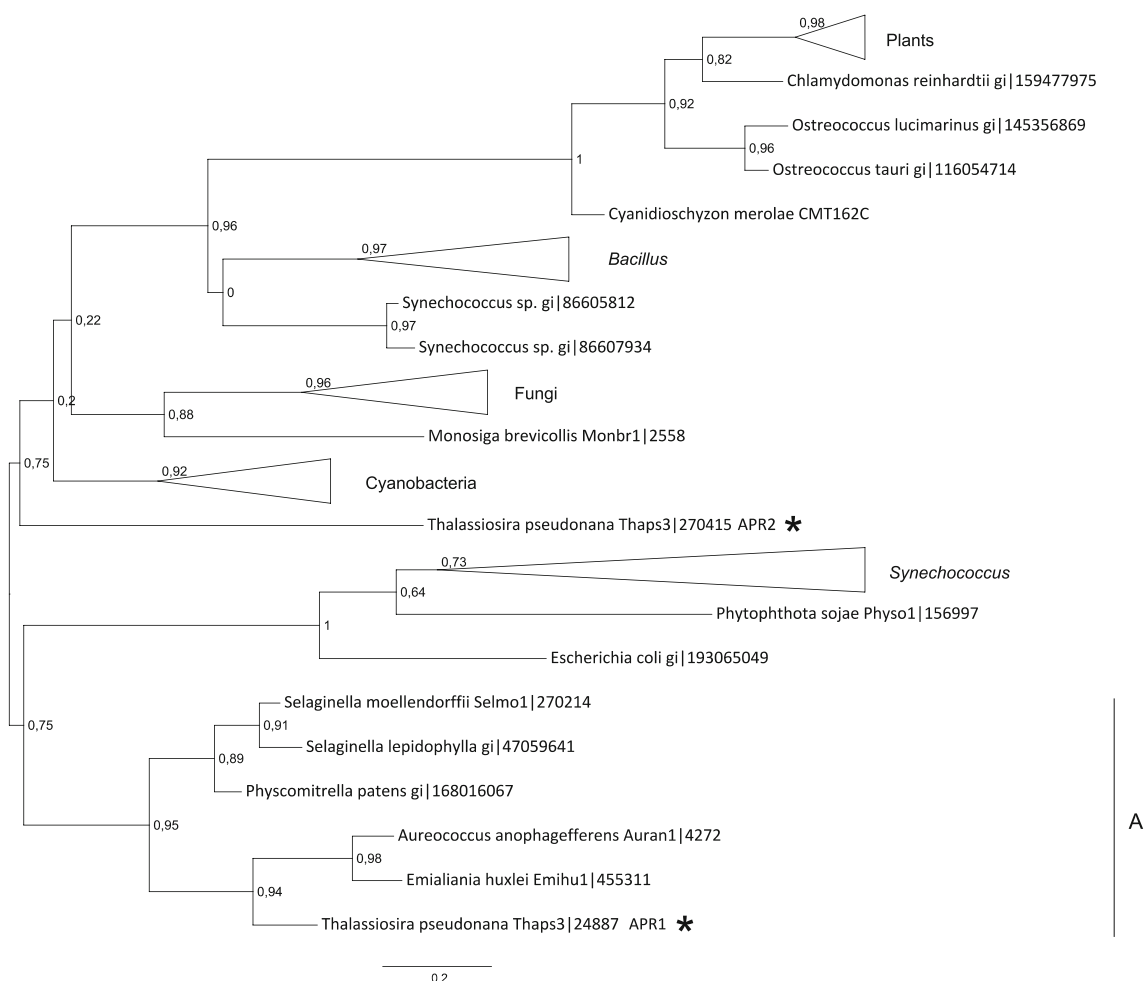 0,98
Plants
0,82
Chlamydomonas reinhardtii gi|159477975
0,92
Ostreococcus lucimarinus gi|145356869
0,96
Ostreococcus tauri gi|116054714
1
Cyanidioschyzon merolae CMT162C
0,96
0,97
Bacillus
0
Synechococcus sp. gi|86605812
0,97
Synechococcus sp. gi|86607934
0,22
0,96
Fungi
0,2
0,88
Monosiga brevicollis Monbr1|2558
0,75
0,92
Cyanobacteria
Thalassiosira pseudonana Thaps3|270415 APR2 *
0,73
Synechococcus
0,64
Phytophthota sojae Physo1|156997
1
Escherichia coli gi|193065049
Selaginella moellendorffii Selmo1|270214
0,75
0,91
Selaginella lepidophylla gi|47059641
0,89
Physcomitrella patens gi|168016067
0,95
A
Aureococcus anophagefferens Auran1|4272
0,98
Emialiania huxlei Emihu1|455311
0,94
Thalassiosira pseudonana Thaps3|24887 APR1 *
0.2